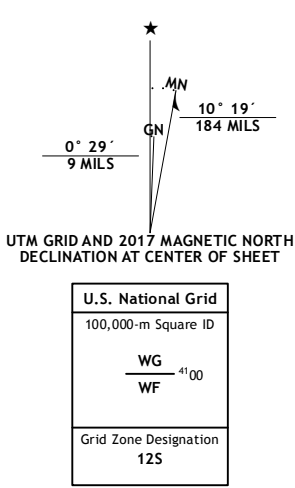 ★
MN
10° 19´
184 MILS
GN
0° 29´
9 MILS
UTM GRID AND 2017 MAGNETIC NORTH
DECLINATION AT CENTER OF SHEET
U.S. National Grid
100,000-m Square ID
WG
4100
WF
Grid Zone Designation
12S